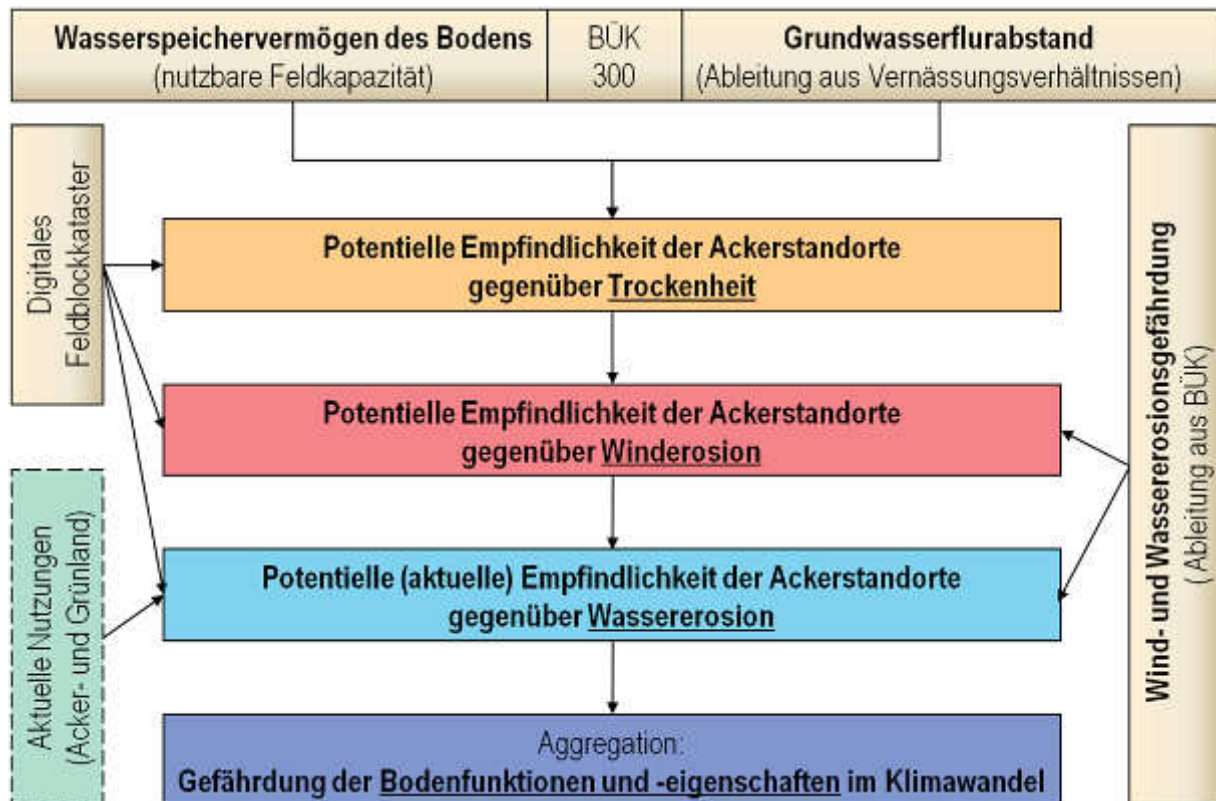 Wasserspeichervermögen des Bodens
(nutzbare Feldkapazität)
BÜK
300
Grundwasserflurabstand
(Ableitung aus Vernässungsverhältnissen)
Digitales
Feldblockkataster
Potentielle Empfindlichkeit der Ackerstandorte
gegenüber Trockenheit
Potentielle Empfindlichkeit der Ackerstandorte
gegenüber Winderosion
Wind- und Wassererosionsgefährdung
( Ableitung aus BÜK)
Aktuelle Nutzungen
(Acker- und Grünland)
Potentielle (aktuelle) Empfindlichkeit der Ackerstandorte
gegenüber Wassererosion
Aggregation:
Gefährdung der Bodenfunktionen und -eigenschaften im Klimawandel